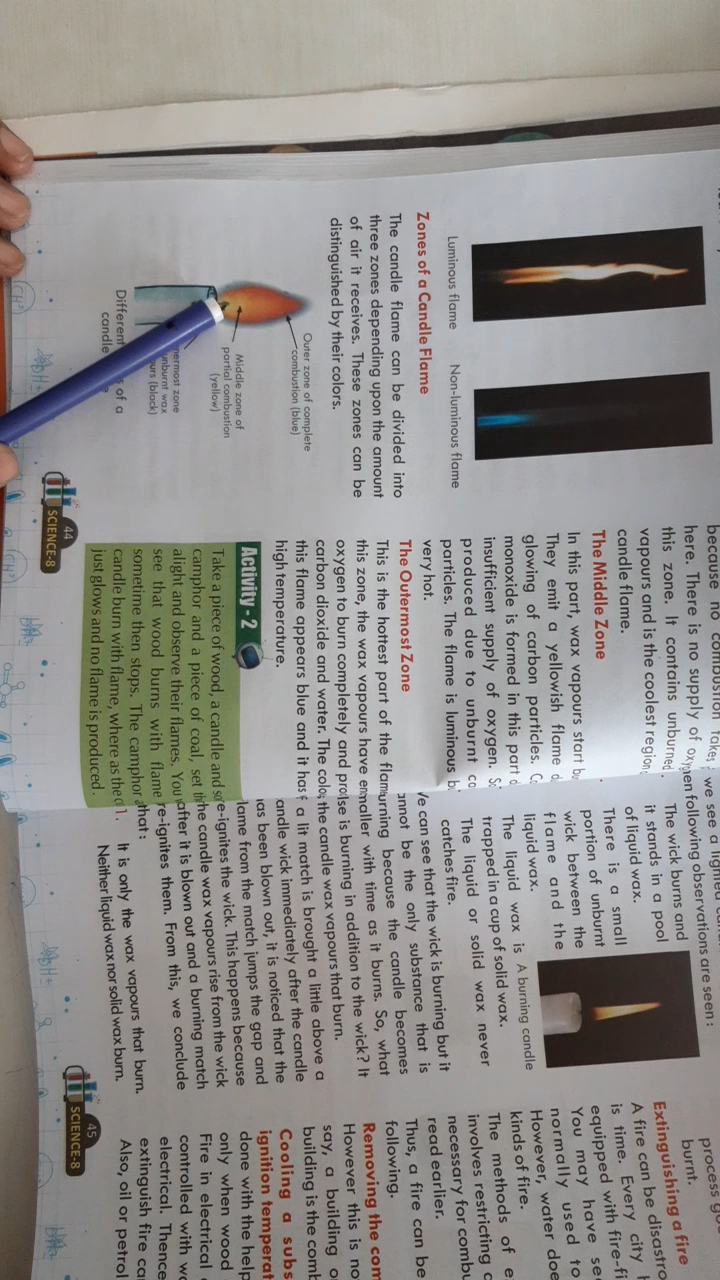 Luminous flame
Non-luminous flame
Zones of a Candle Flame
The candle flame can be divided into
three zones depending upon the amount
of air it receives. These zones can be
distinguished by their colors.
Outer zone of complete
combustion (blue)
Middle zone of
partial combustion
(yellow)
zone
wax
(black)
Different of a
candle
44
SCIENCE-8
because no combustion takes
here. There is no supply of
this zone. It contains
vapours and is the coolest
candle flame.
The Middle Zone
In this part, wax vapours start
They emit a yellowish flame
glowing of carbon particles.
monoxide is formed in this part
insufficient supply of oxygen.
produced due to unburnt
particles. The flame is luminous
very hot.
The Outermost Zone
This is the hottest part of the
this zone, the wax vapours have
oxygen to burn completely and
carbon dioxide and water. The
this flame appears blue and it has
high temperature.
Activity - 2
Take a piece of wood, a candle and
camphor and a piece of coal, set
alight and observe their flames. You
see that wood burns with flame
sometime then stops. The camphor
candle burn with flame, where as the
just glows and no flame is produced.
we see a
following observations are seen :
The wick burns and
it stands in a pool
of liquid wax.
There is a small
portion of unburnt
wick between the
flame and the
liquid wax.
A burning candle
The liquid wax is
trapped in a cup of solid wax.
The liquid or solid wax never
catches fire.
We can see that the wick is burning but it
cannot be the only substance that is
because the candle becomes
smaller with time as it burns. So, what
else is burning in addition to the wick? It
the candle wax vapours that burn.
a lit match is brought a little above a
candle wick immediately after the candle
has been blown out, it is noticed that the
flame from the match jumps the gap and
re-ignites the wick. This happens because
the candle wax vapours rise from the wick
after it is blown out and a burning match
re-ignites them. From this, we conclude
that :
1. It is only the wax vapours that burn.
Neither liquid wax nor solid wax burn.
45
SCIENCE-8
process
burnt.
Extinguishing a fire
A fire can be
is time. Every city
equipped with
You may have
normally used to
However, water
kinds of fire.
The methods of
involves restricting
necessary for
read earlier.
Thus, a fire can be
following.
Removing the
However this is
say, a building
building is the
Cooling a
ignition
done with the help
only when wood
Fire in electrical
controlled with
electrical. Thence
extinguish fire
Also, oil or petrol